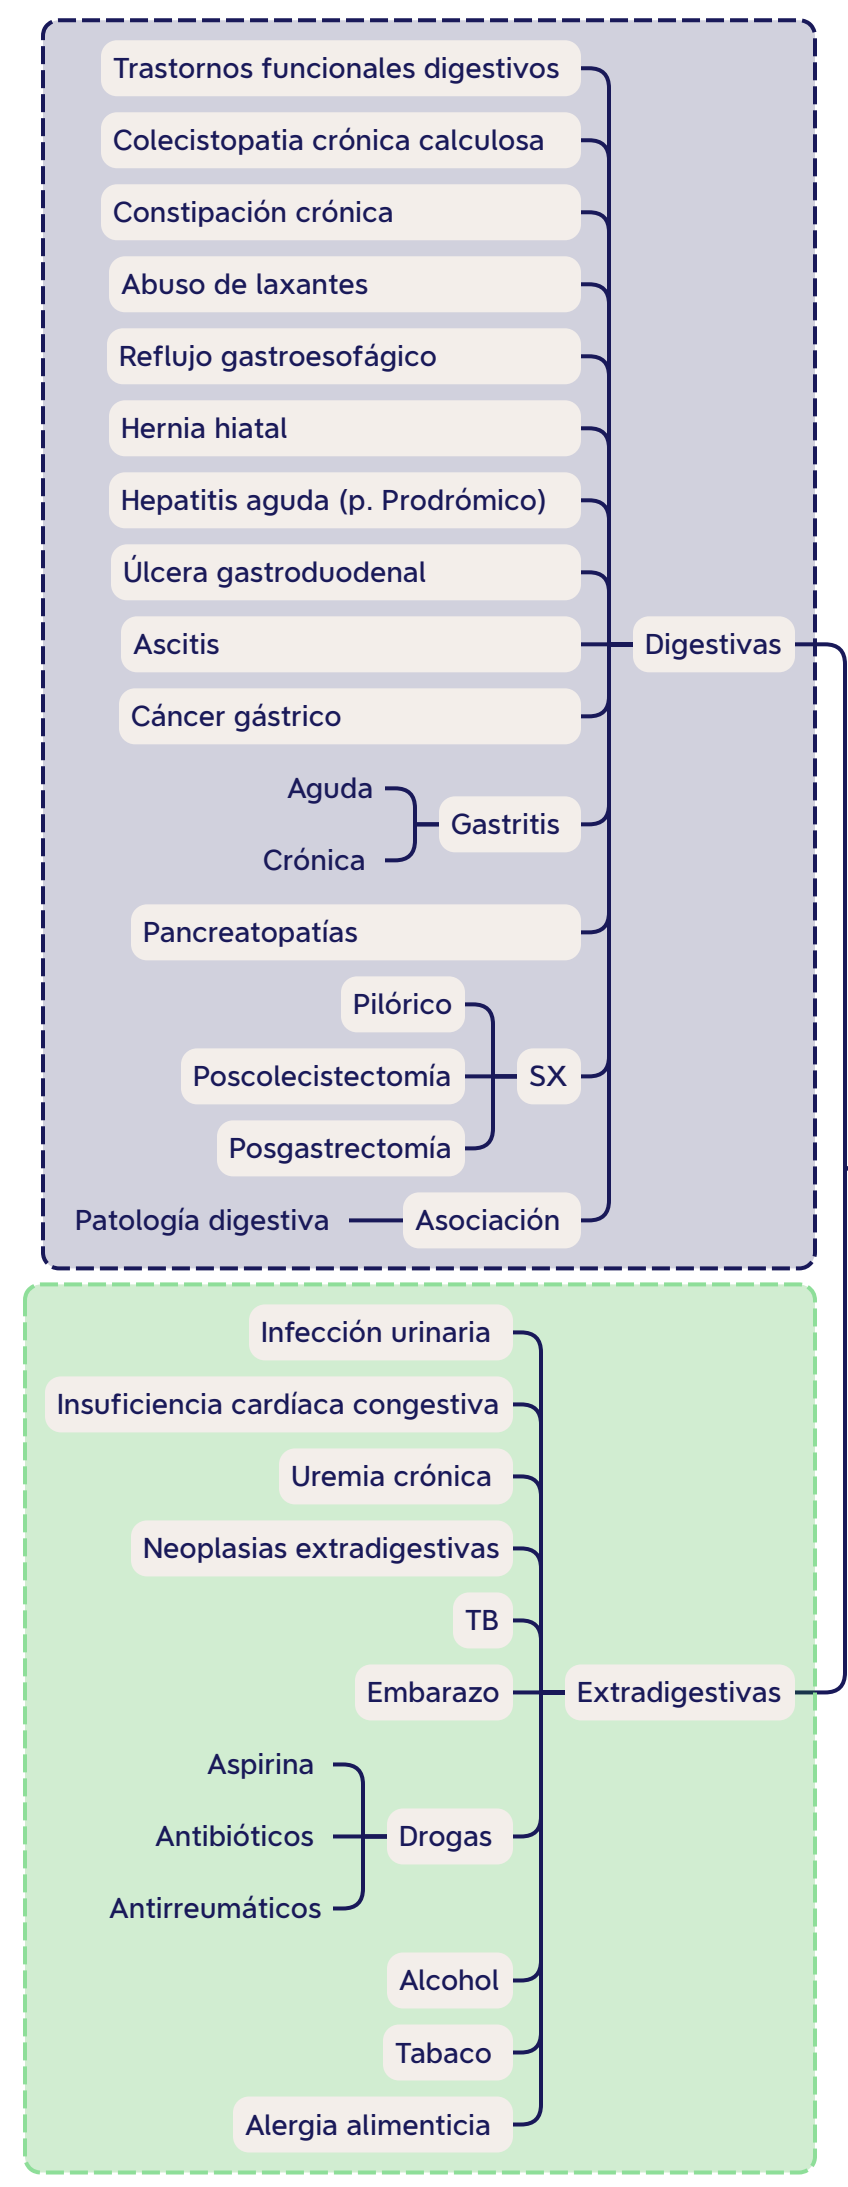 Trastornos funcionales digestivos
Colecistopatia crónica calculosa
Constipación crónica
Abuso de laxantes
Reflujo gastroesofágico
Hernia hiatal
Hepatitis aguda (p. Prodrómico)
Úlcera gastroduodenal
Ascitis
Digestivas
Cáncer gástrico
Aguda
Gastritis
Crónica
Pancreatopatías
Pilórico
Poscolecistectomía
SX
Posgastrectomía
Patología digestiva
Asociación
Infección urinaria
Insuficiencia cardíaca congestiva
Uremia crónica
Neoplasias extradigestivas
TB
Embarazo
Extradigestivas
Aspirina
Antibióticos
Drogas
Antirreumáticos
Alcohol
Tabaco
Alergia alimenticia